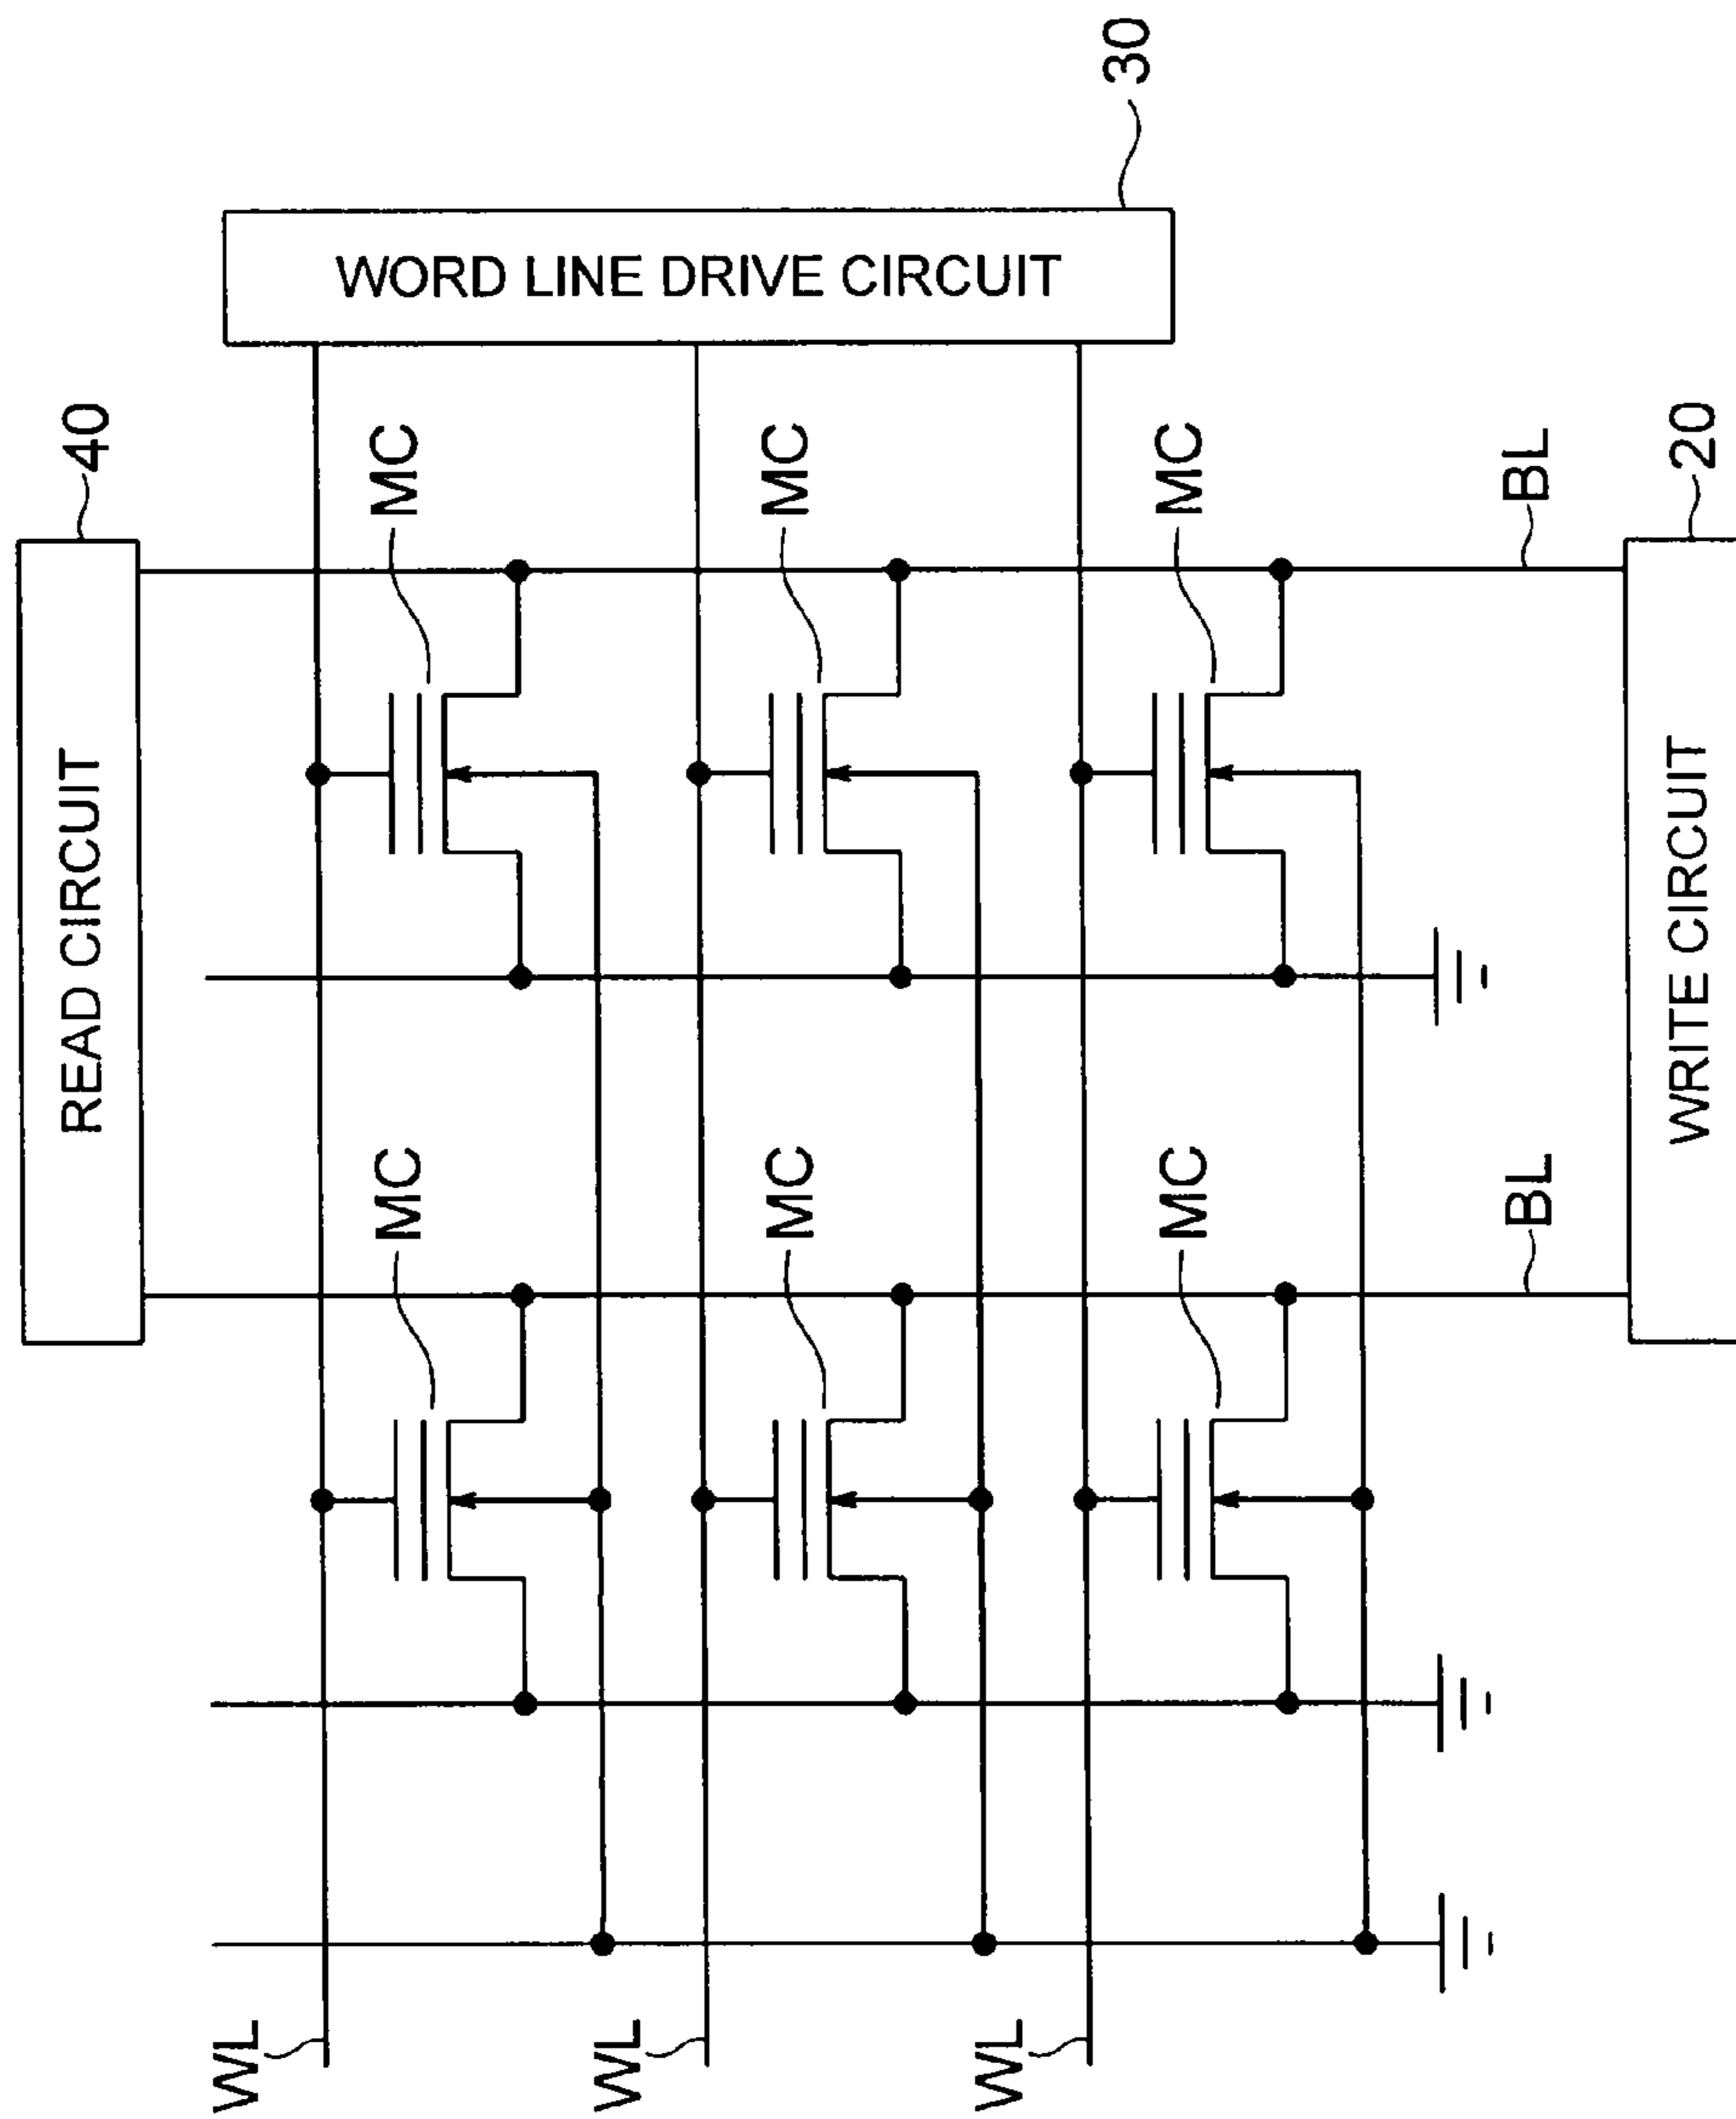 40
READ CIRCUIT
30
WORD LINE DRIVE CIRCUIT
MC
MC
MC
MC
MC
MC
BL
BL
20
WRITE CIRCUIT
WL
WL
WL